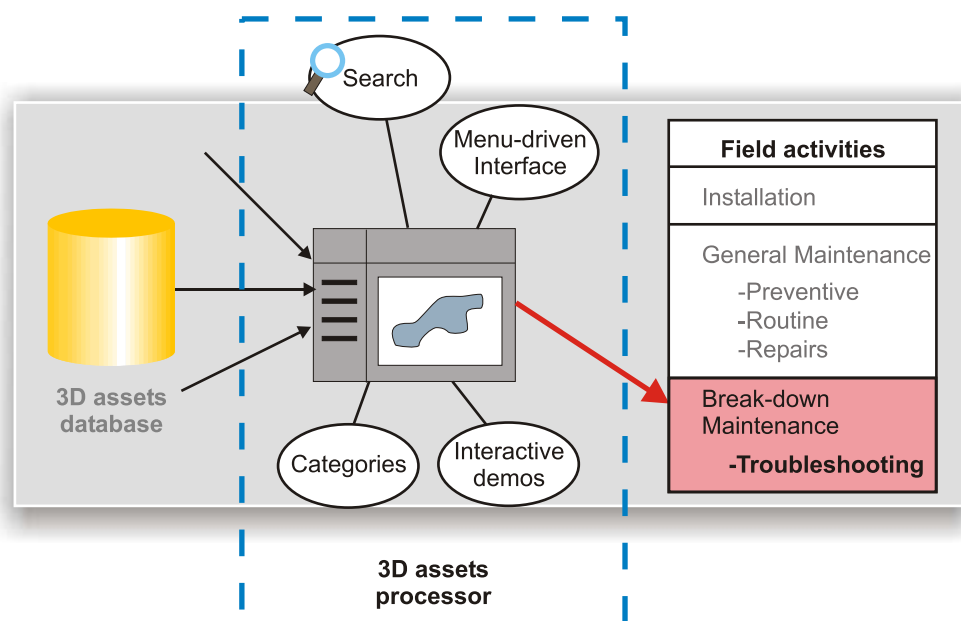 Search
Menu-driven
Interface
3D assets
database
Categories
Interactive
demos
3D assets
processor
Field activities
Installation
General Maintenance
-Preventive
-Routine
-Repairs
Break-down
Maintenance
-Troubleshooting